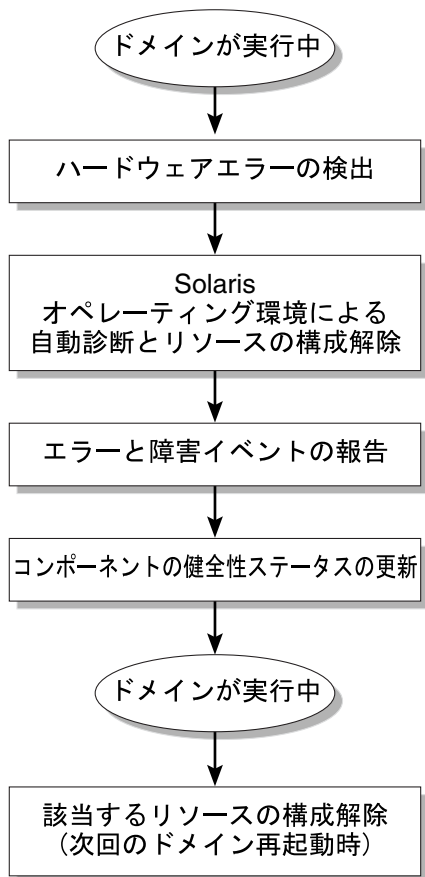 ドメインが実行中
ハードウェアエラーの検出
Solaris
オペレーティング環境による
自動診断とリソースの構成解除
エラーと障害イベントの報告
コンポーネントの健全性ステータスの更新
ドメインが実行中
該当するリソースの構成解除
(次回のドメイン再起動時)